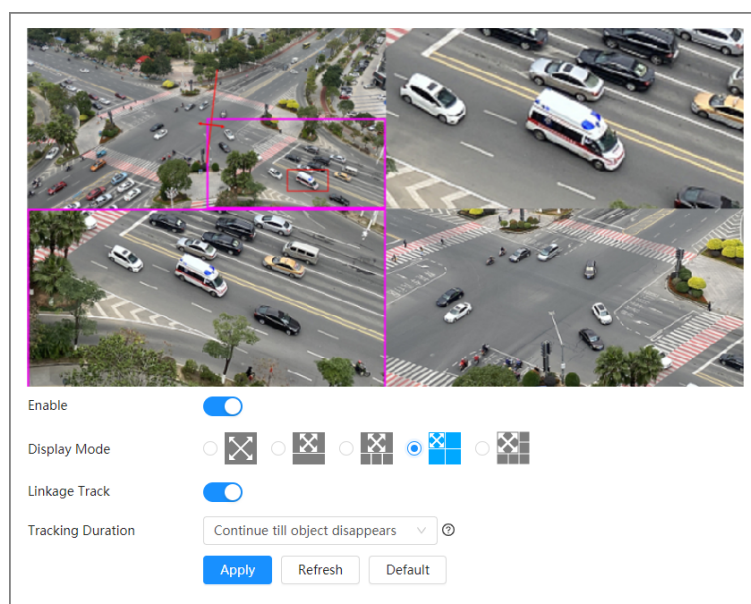 Enable
Display Mode
Linkage Track
Tracking Duration Continue till object disappears ?
Apply Refresh Default